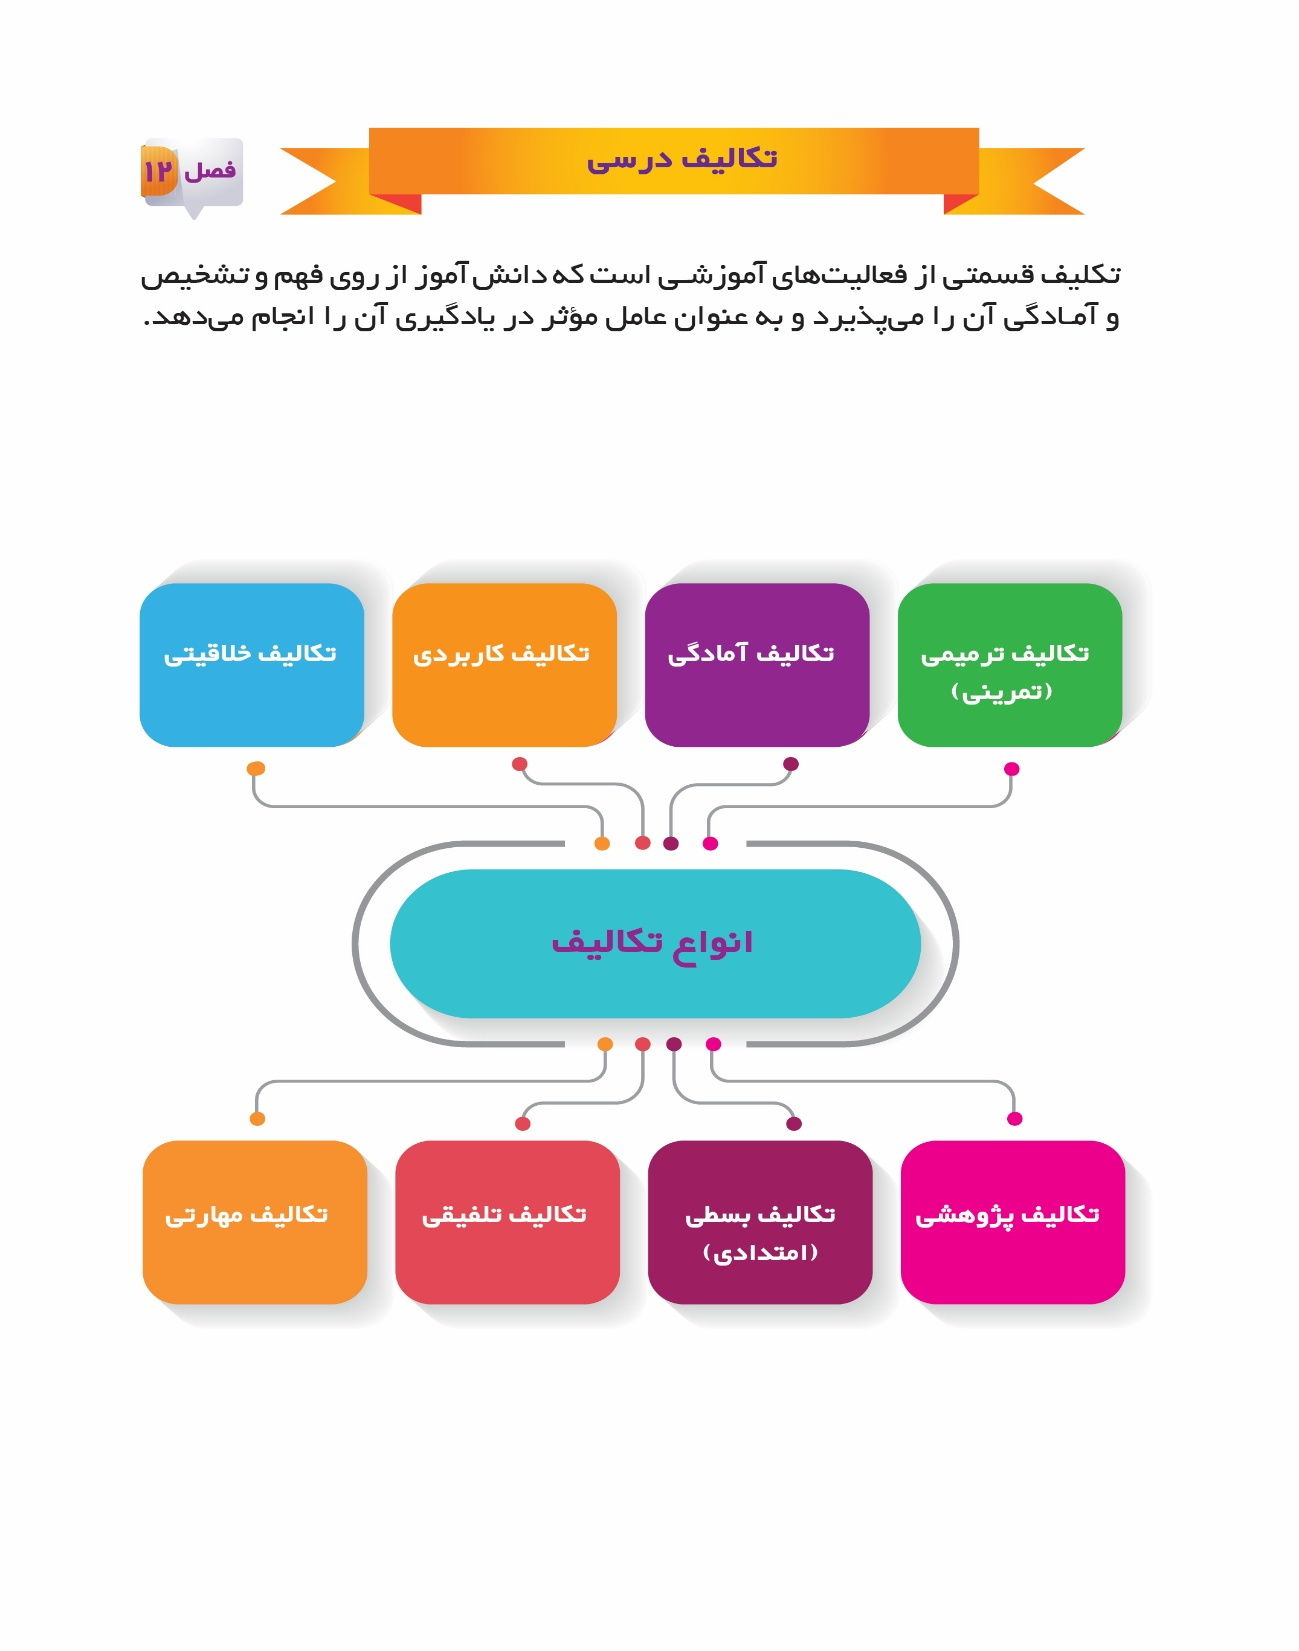 فصل ۱۲
تکالیف درسی
تکلیف قسمتی از فعالیت‌های آموزشی است که دانش‌آموز از روی فهم و تشخیص
و آمادگی آن را می‌پذیرد و به عنوان عامل مؤثر در یادگیری آن را انجام می‌دهد.
تکالیف ترمیمی
(تمرینی)
تکالیف آمادگی
تکالیف کاربردی
تکالیف خلاقیتی
انواع تکالیف
تکالیف پژوهشی
تکالیف بسطی
(امتدادی)
تکالیف تلفیقی
تکالیف مهارتی